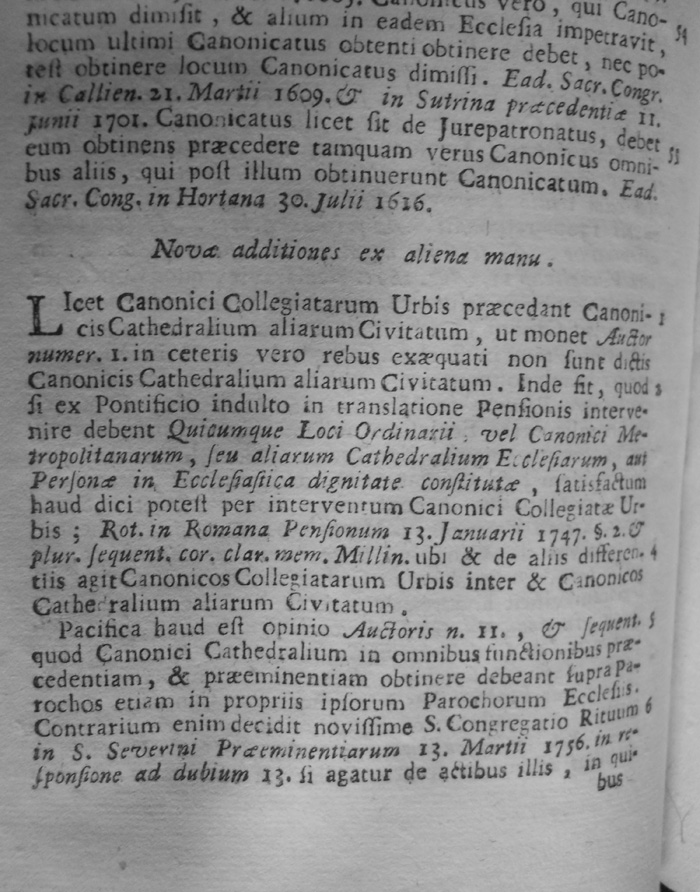 Canonicus vero, qui Cano-
nicatum dimiſit, & alium in eadem Eccleſia impetravit, 54
locum ultimi Canonicatus obtenti obtinere debet, nec po-
teſt obtinere locum Canonicatus dimiſſi. Ead. Sacr. Congr.
in Callien. 21. Martii 1609. & in Sutrina præcedentiæ 11.
Junii 1701. Canonicatus licet ſit de Jurepatronatus, debet
eum obtinens præcedere tamquam verus Canonicus omni- 55
bus aliis, qui poſt illum obtinuerunt Canonicatum. Ead.
Sacr. Cong. in Hortana 30. Julii 1616.
Novæ additiones ex aliena manu.
LIcet Canonici Collegiatarum Urbis præcedant Canoni- 1
cis Cathedralium aliarum Civitatum, ut monet Auctor
numer. 1. in ceteris vero rebus exæquati non ſunt dictis
Canonicis Cathedralium aliarum Civitatum. Inde fit, quod 3
ſi ex Pontificio indulto in translatione Penſionis interve-
nire debent Quicumque Loci Ordinarii, vel Canonici Me-
tropolitanarum, ſeu aliarum Cathedralium Eccleſiarum, aut
Perſonæ in Eccleſiaſtica dignitate conſtitutæ, ſatisfactum
haud dici poteſt per interventum Canonici Collegiatæ Ur-
bis; Rot. in Romana Penſionum 13. Januarii 1747. §. 2. &
plur. ſequent. cor. clar. mem. Millin. ubi & de aliis differen- 4
tiis agit Canonicos Collegiatarum Urbis inter & Canonicos
Cathedralium aliarum Civitatum.
Pacifica haud eſt opinio Auctoris n. 11., & ſequent. 5
quod Canonici Cathedralium in omnibus functionibus præ-
cedentiam, & præeminentiam obtinere debeant ſupra Pa-
rochos etiam in propriis ipſorum Parochorum Eccleſiis.
Contrarium enim decidit noviſſime S. Congregatio Rituum 6
in S. Severini Præeminentiarum 13. Martii 1756. in re-
ſponſione ad dubium 13. ſi agatur de actibus illis, in qui-
bus